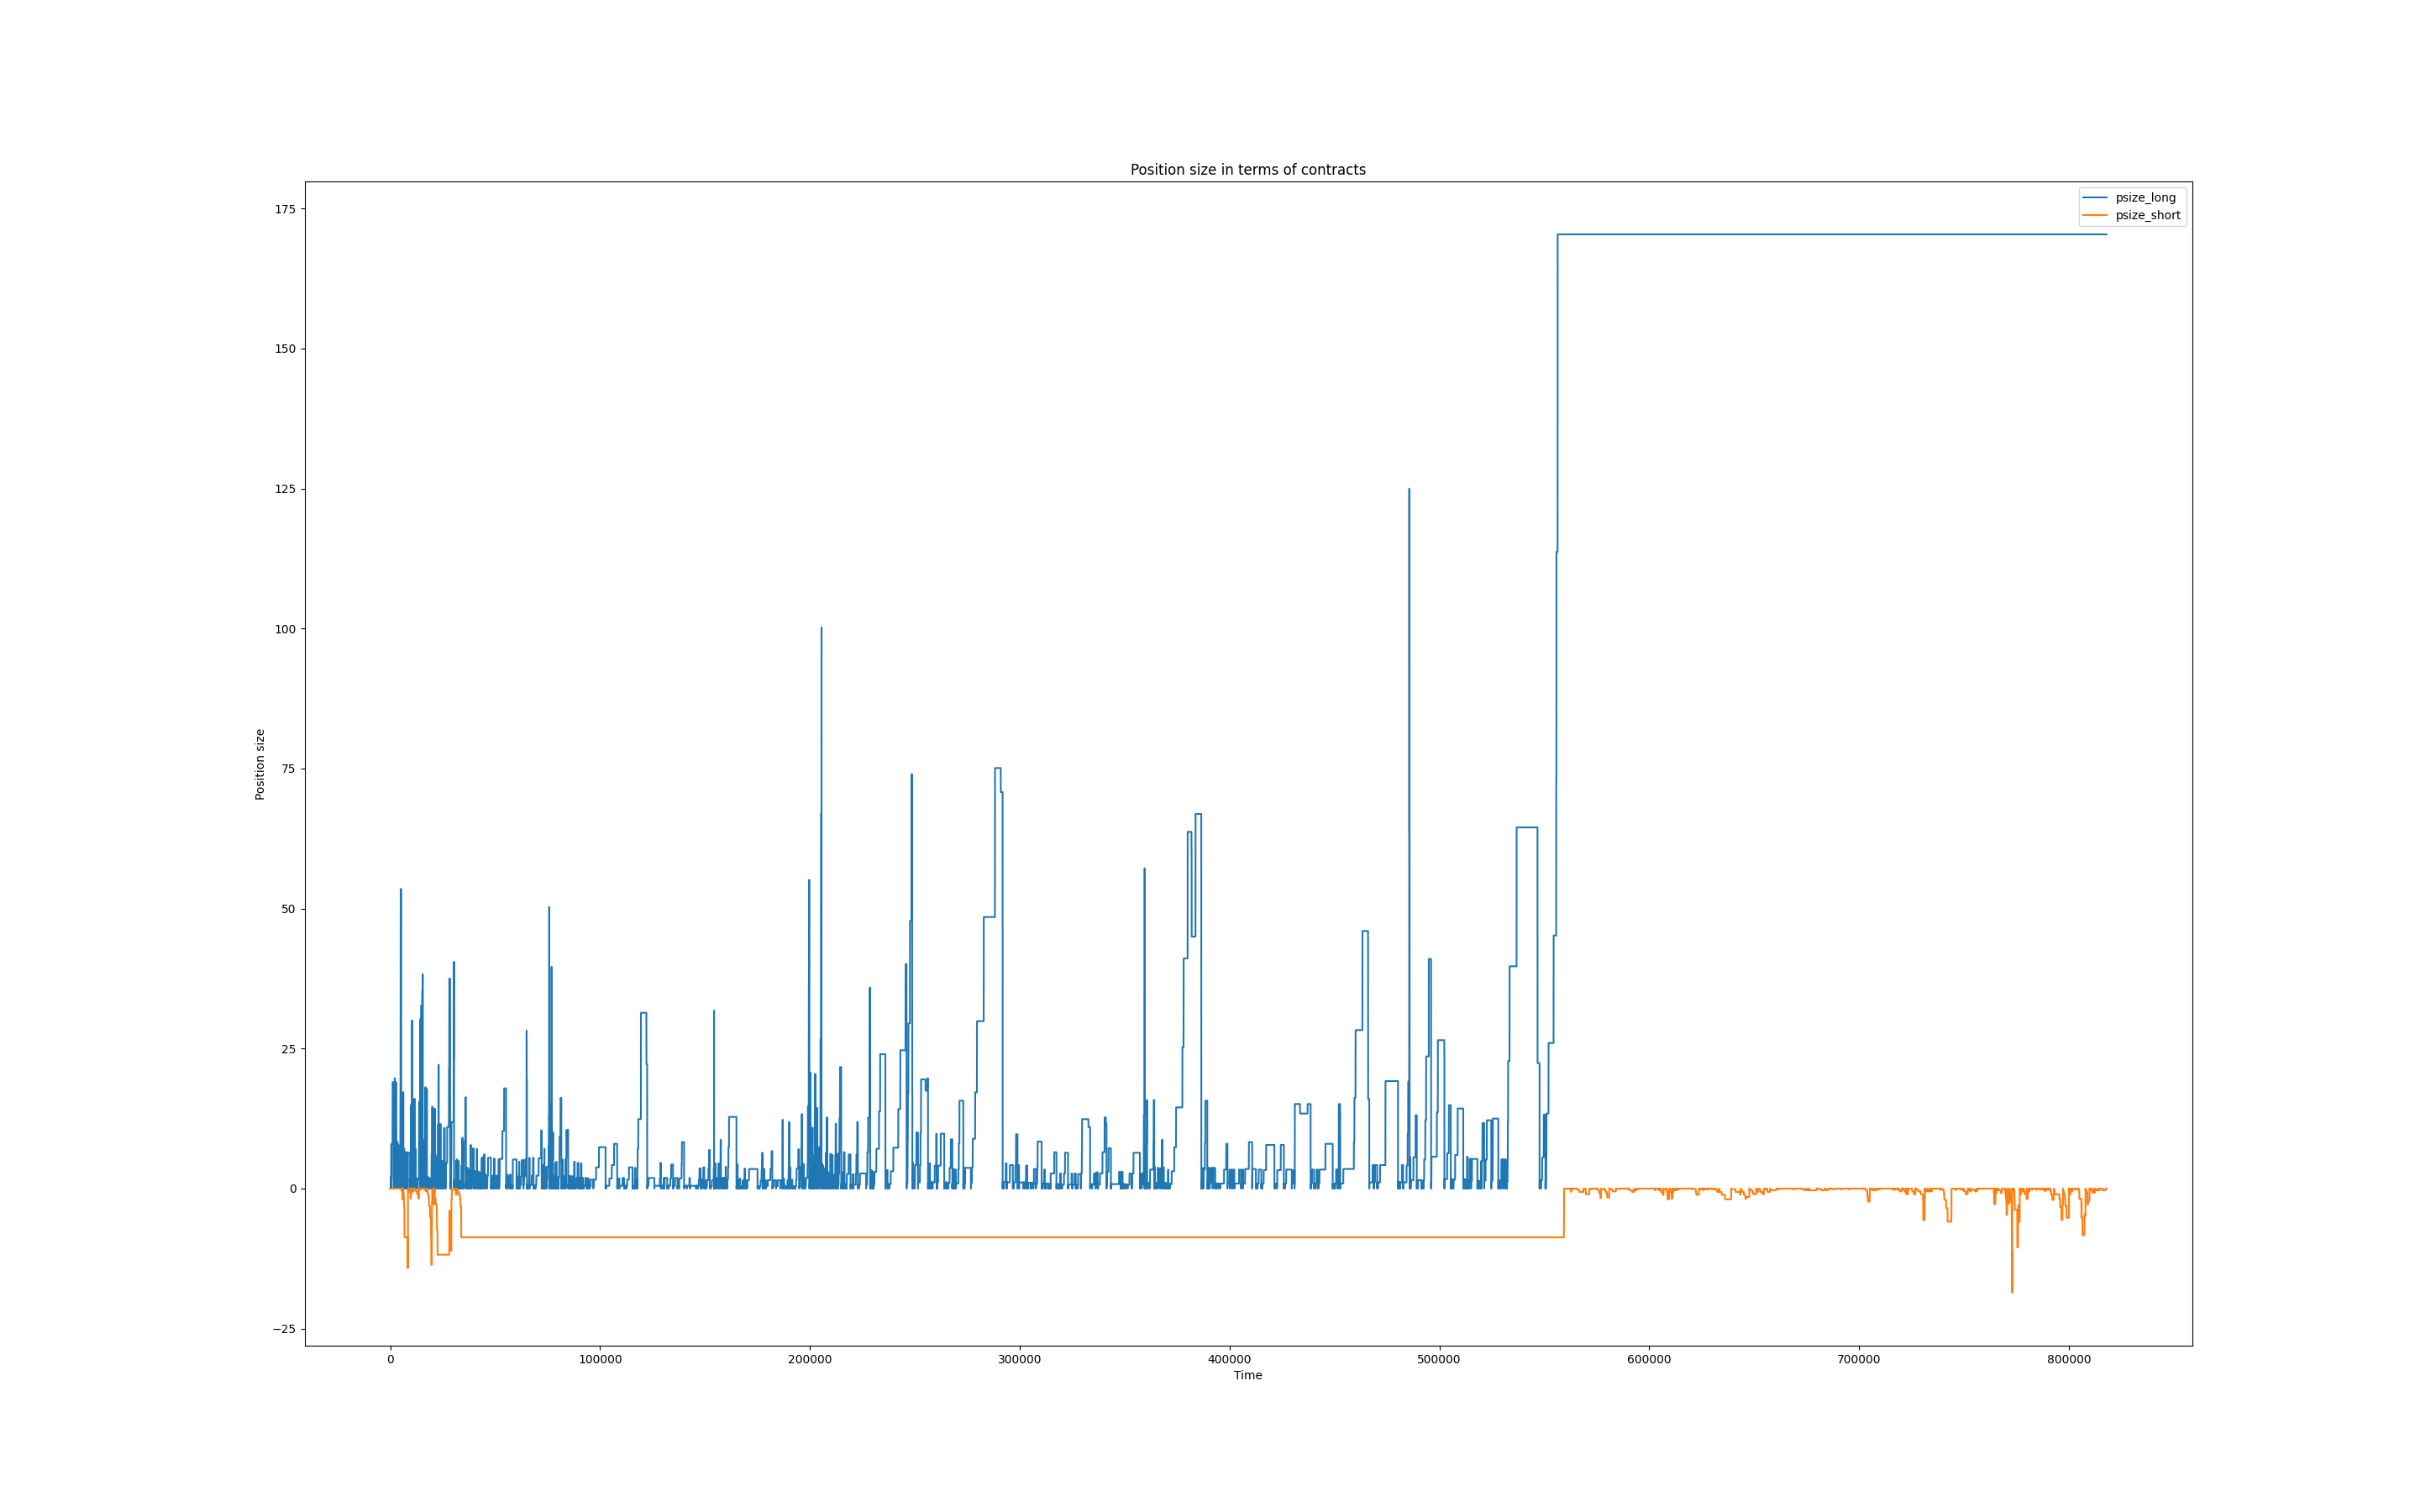 Position size in terms of contracts
psize_long
psize_short
175
150
125
100
75
50
25
0
−25
Position size
0 100000 200000 300000 400000 500000 600000 700000 800000
Time